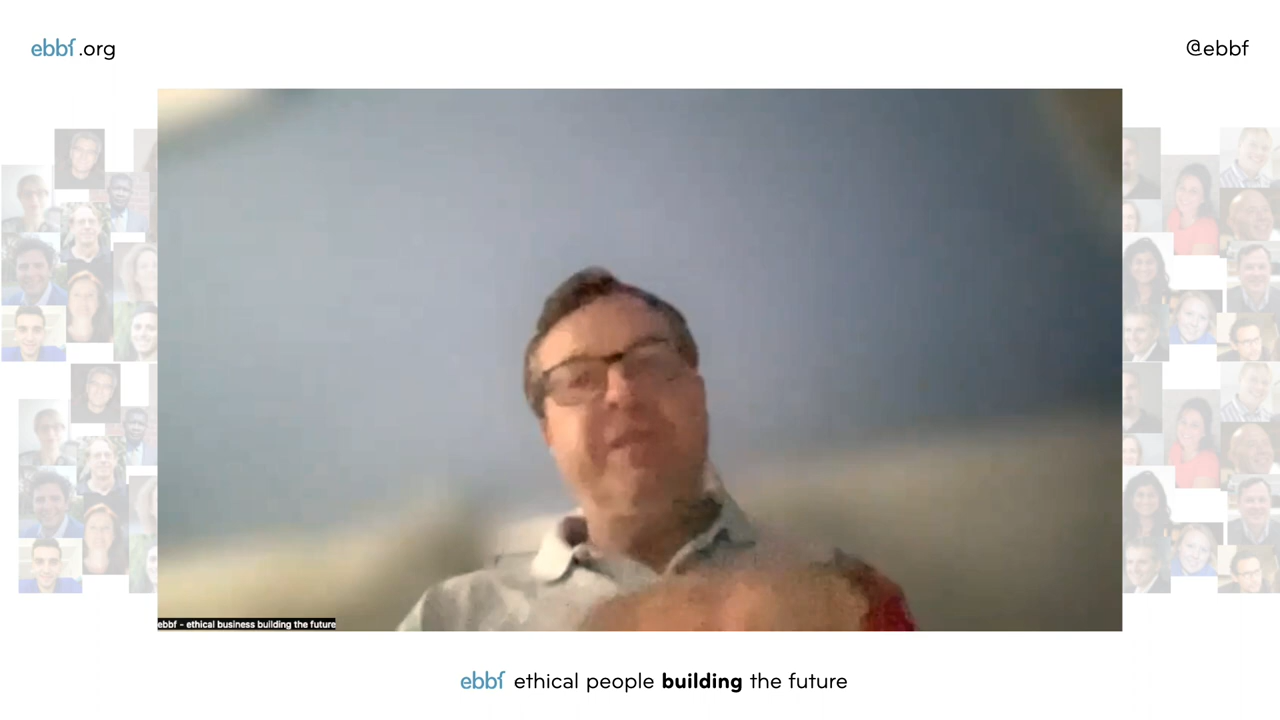 ebbf.org
@ebbf
ebbf - ethical business building the future
ebbf ethical people building the future